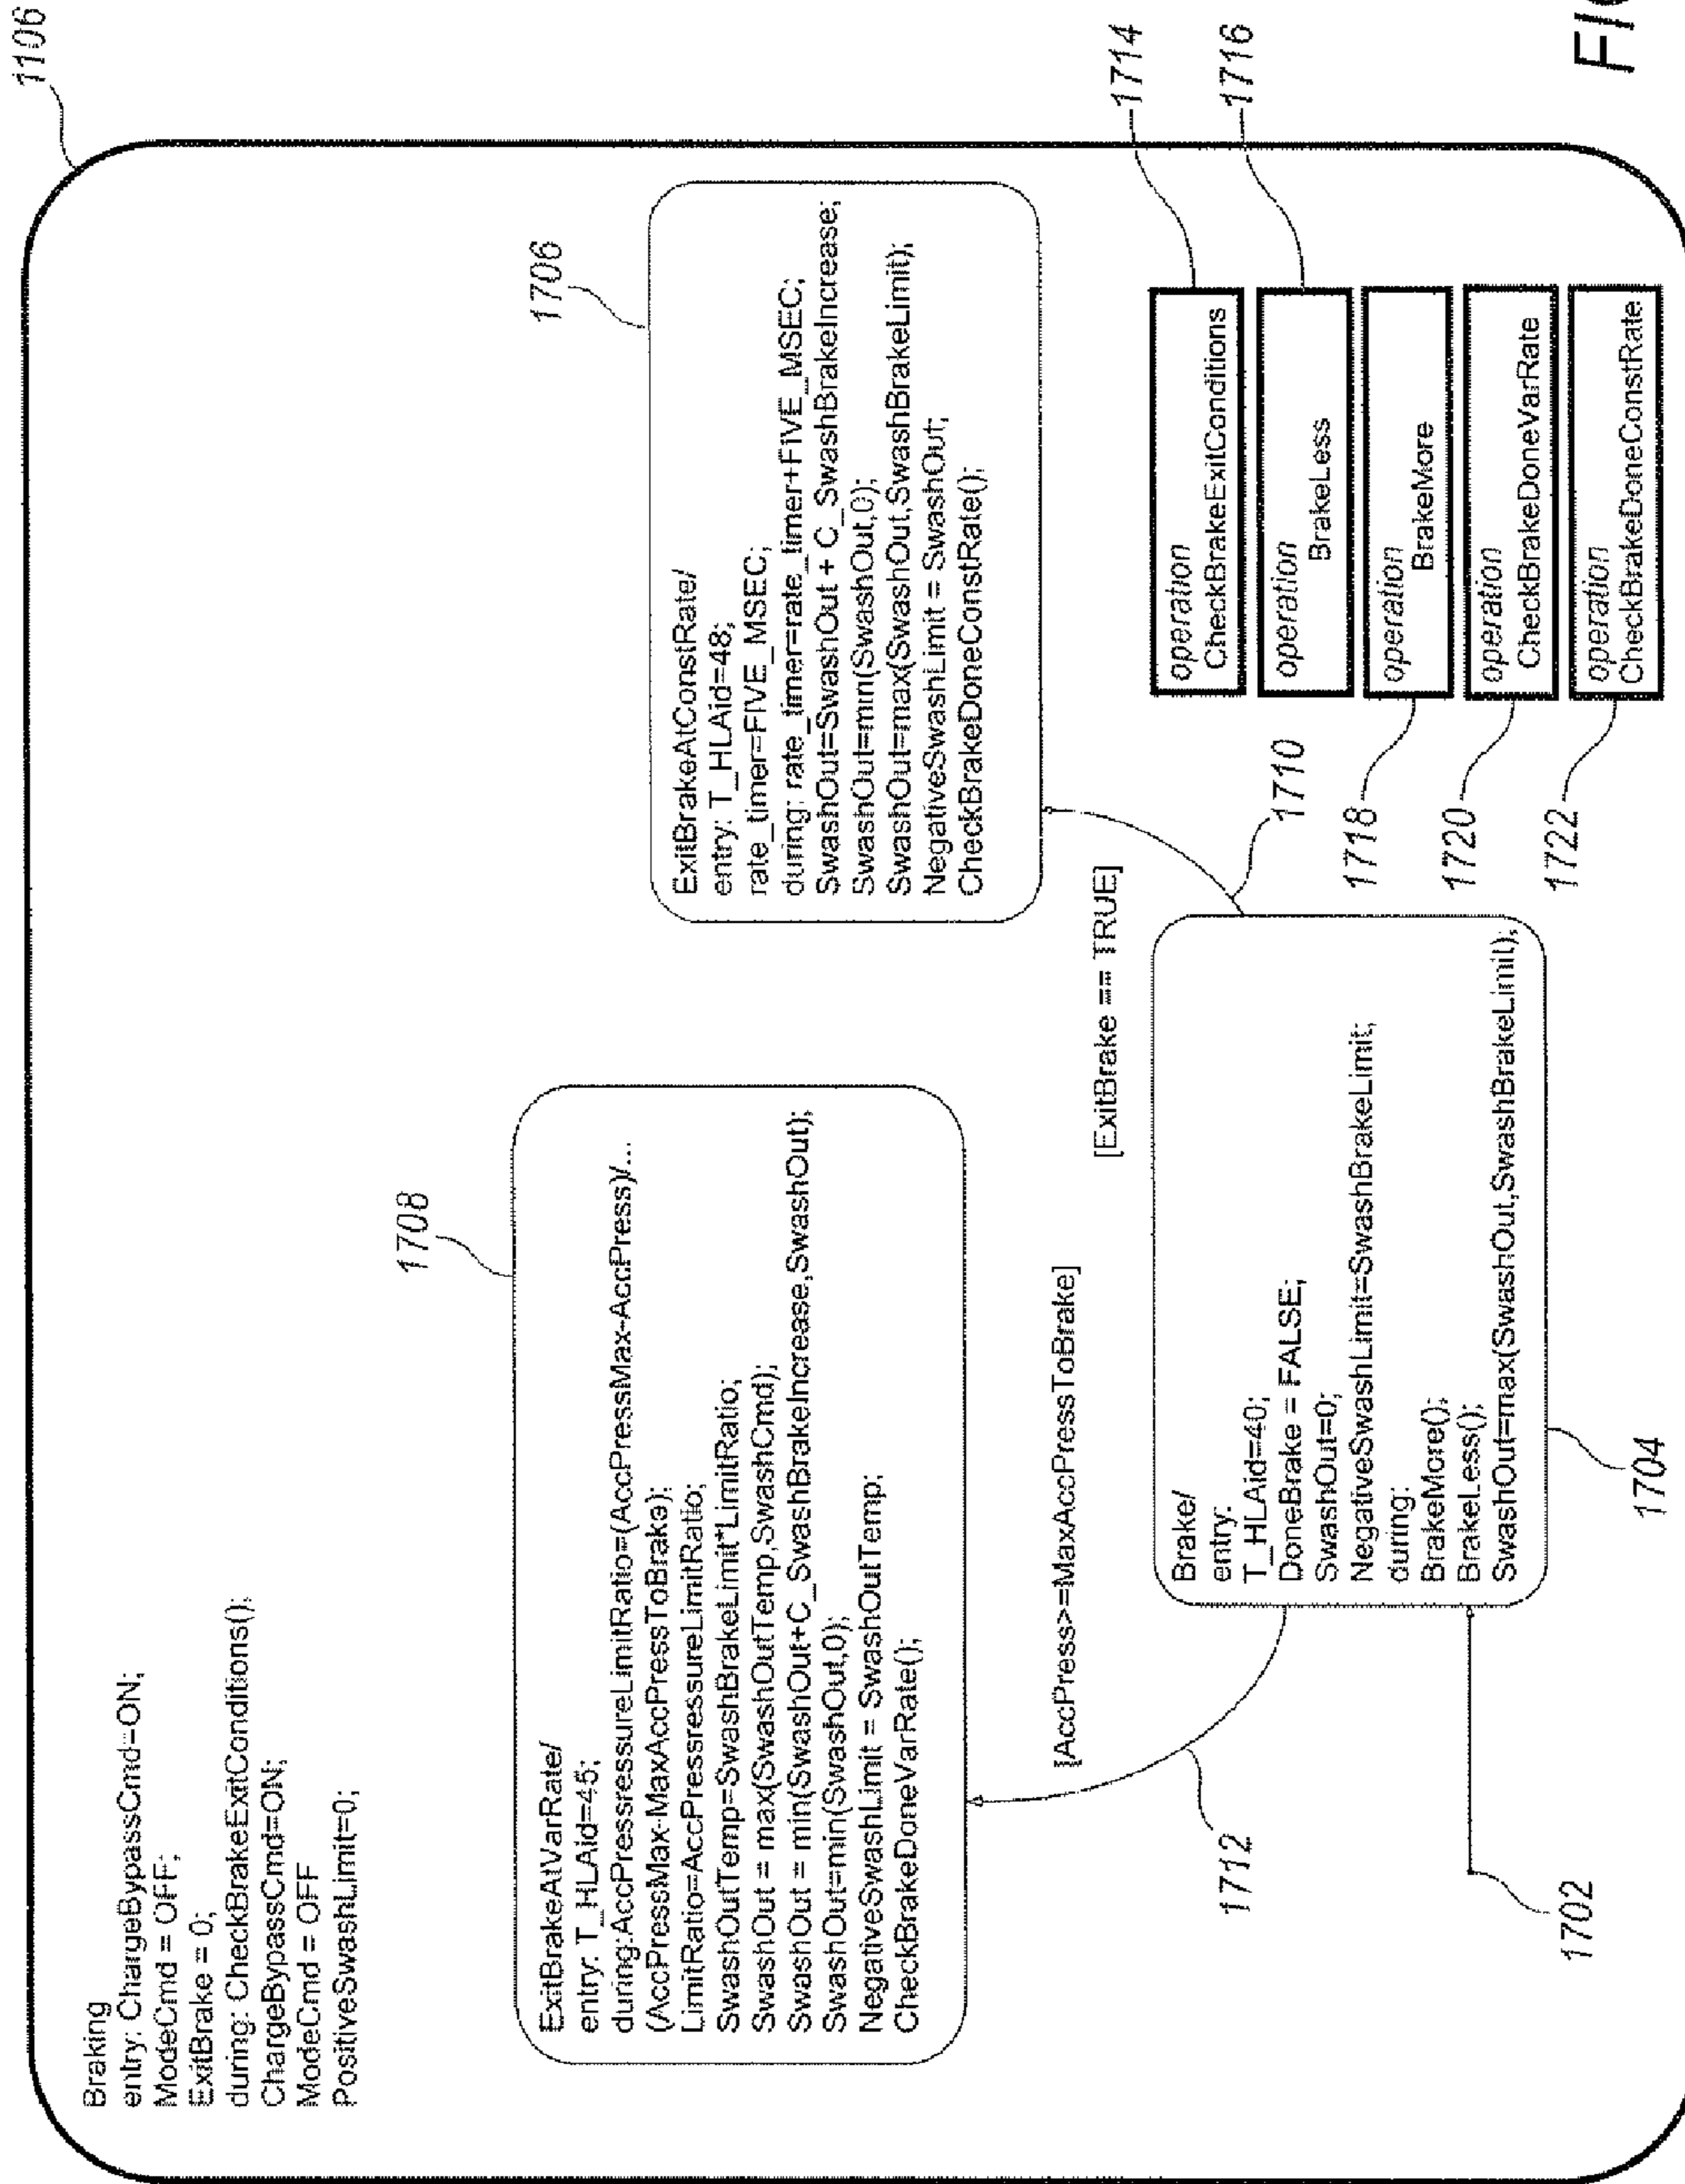 1106
Braking
entry: ChargeBypassCmd=ON;
ModeCmd = OFF;
ExitBrake = 0;
during: CheckBrakeExitConditions();
ChargeBypassCmd=ON;
ModeCmd = OFF
PositiveSwashLimit=0;
1708
ExitBrakeAtVarRate/
entry: T_HLAid=45;
during:AccPressressureLimitRatio=(AccPressMax-AccPress)/...
(AccPressMax-MaxAccPressToBrake);
LimitRatio=AccPressressureLimitRatio;
SwashOutTemp=SwashBrakeLimit*LimitRatio;
SwashOut = max(SwashOutTemp,SwashCmd);
SwashOut = min(SwashOut+C_SwashBrakeIncrease,SwashOut);
SwashOut=min(SwashOut,0);
NegativeSwashLimit = SwashOutTemp;
CheckBrakeDoneVarRate();
1706
ExitBrakeAtConstRate/
entry: T_HLAid=48;
rate_timer=FIVE_MSEC;
during: rate_timer=rate_timer+FIVE_MSEC;
SwashOut=SwashOut + C_SwashBrakeIncrease;
SwashOut=min(SwashOut,0);
SwashOut=max(SwashOut,SwashBrakeLimit);
NegativeSwashLimit = SwashOut;
CheckBrakeDoneConstRate();
[AccPress>=MaxAccPressToBrake]
[ExitBrake == TRUE]
1712
1710
Brake/
entry:
T_HLAid=40;
DoneBrake = FALSE;
SwashOut=0;
NegativeSwashLimit=SwashBrakeLimit;
during:
BrakeMore();
BrakeLess();
SwashOut=max(SwashOut,SwashBrakeLimit);
1702
1704
operation
CheckBrakeExitConditions
1714
operation
BrakeLess
1716
1718
operation
BrakeMore
1720
operation
CheckBrakeDoneVarRate
1722
operation
CheckBrakeDoneConstRate